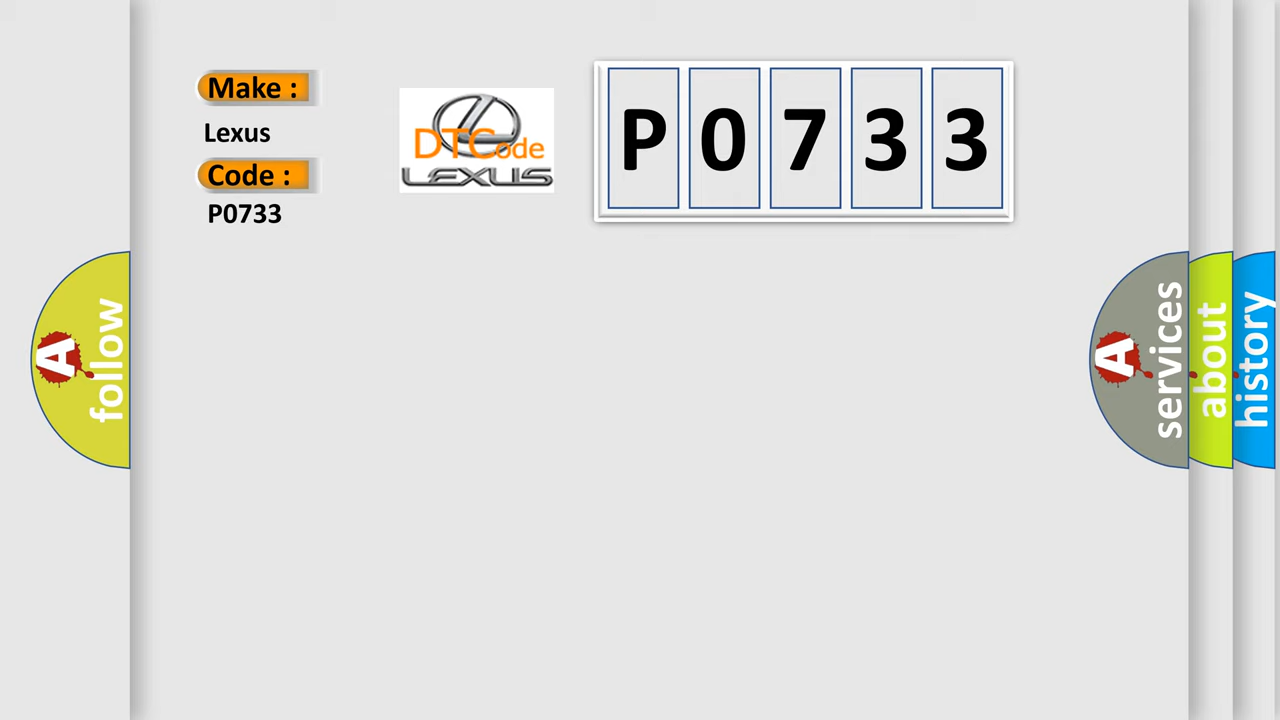 Make :
Lexus
Code :
P0733
DTCode
LEXUS
P 0 7 3 3
A follow
A services
about
history